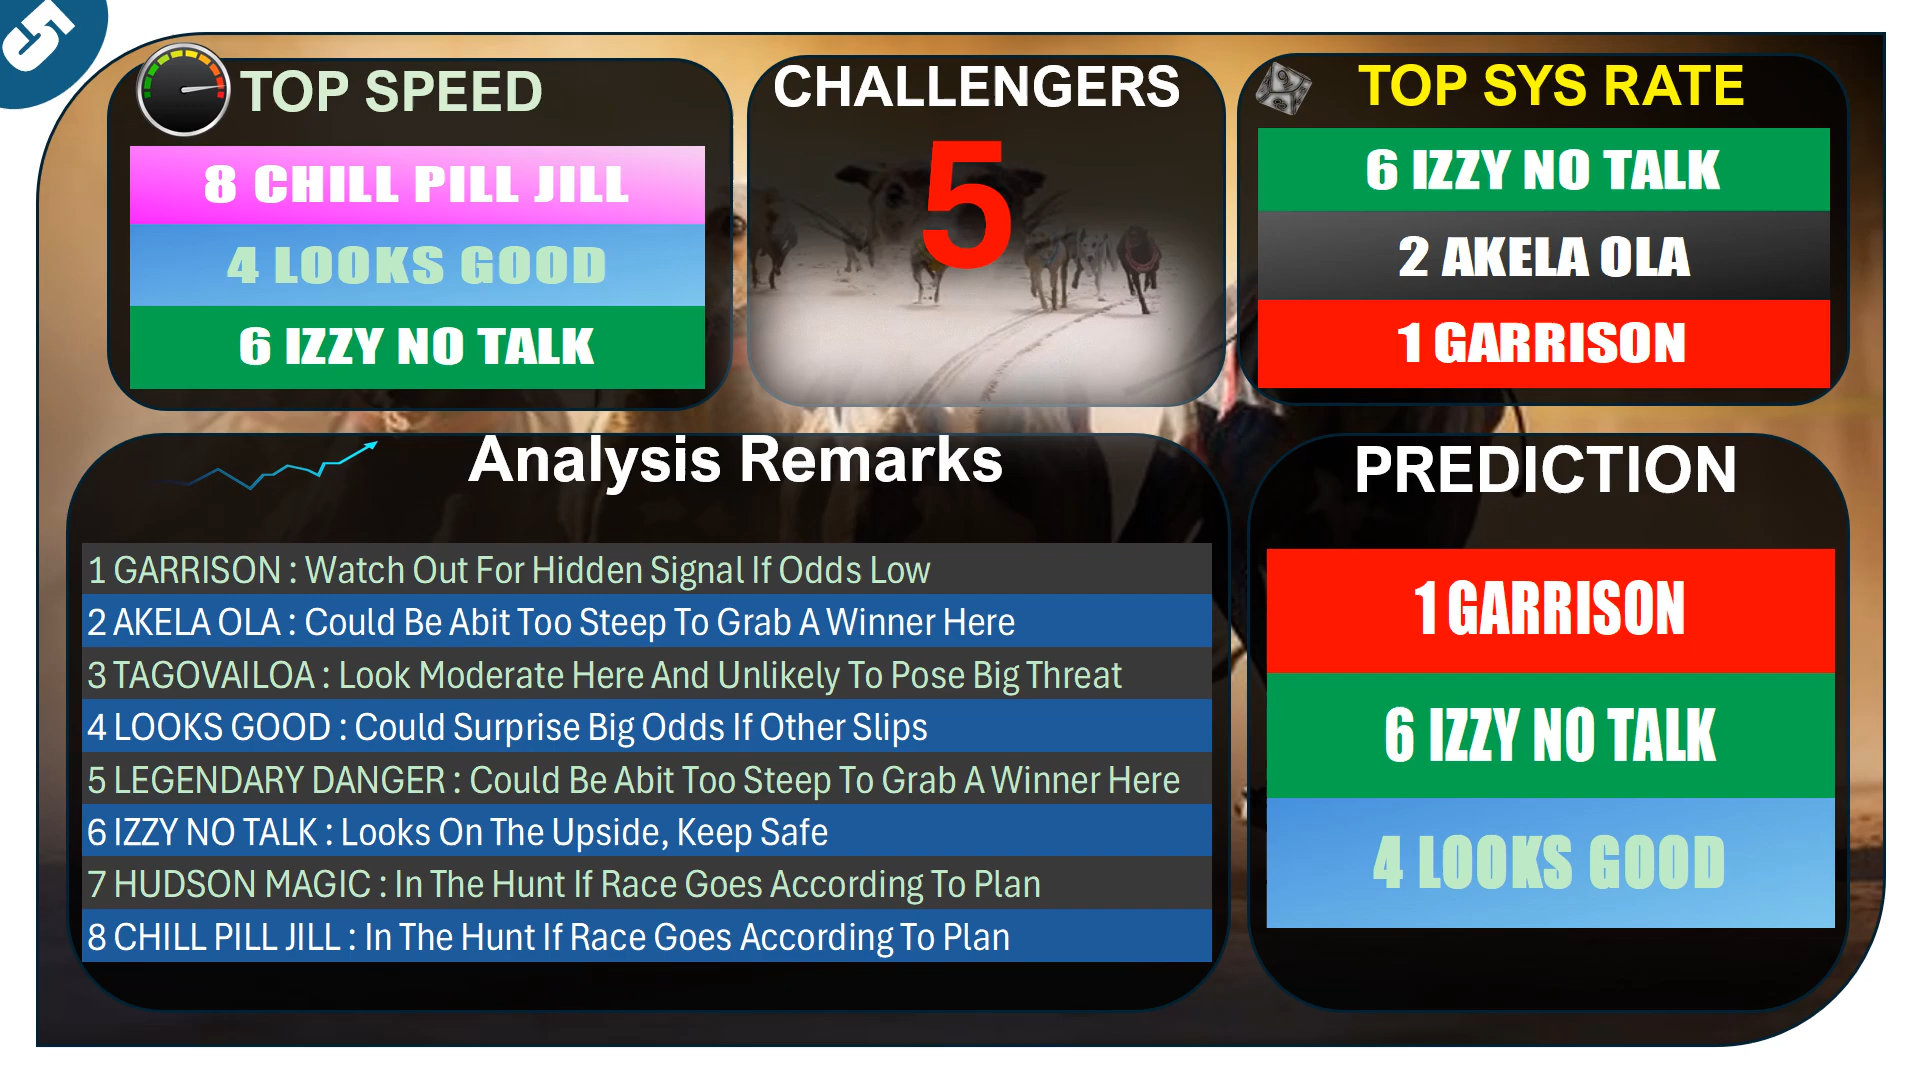 5
TOP SPEED
8 CHILL PILL JILL
4 LOOKS GOOD
6 IZZY NO TALK
CHALLENGERS
5
TOP SYS RATE
6 IZZY NO TALK
2 AKELA OLA
1 GARRISON
Analysis Remarks
1 GARRISON : Watch Out For Hidden Signal If Odds Low
2 AKELA OLA : Could Be Abit Too Steep To Grab A Winner Here
3 TAGOVAILOA : Look Moderate Here And Unlikely To Pose Big Threat
4 LOOKS GOOD : Could Surprise Big Odds If Other Slips
5 LEGENDARY DANGER : Could Be Abit Too Steep To Grab A Winner Here
6 IZZY NO TALK : Looks On The Upside, Keep Safe
7 HUDSON MAGIC : In The Hunt If Race Goes According To Plan
8 CHILL PILL JILL : In The Hunt If Race Goes According To Plan
PREDICTION
1 GARRISON
6 IZZY NO TALK
4 LOOKS GOOD